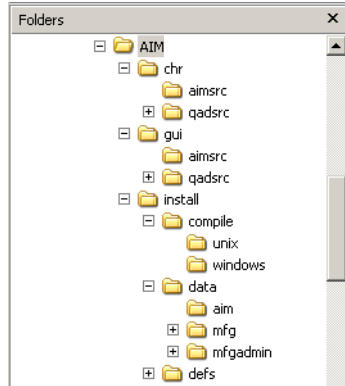 Folders
AIM
chr
aimsrc
qadsrc
gui
aimsrc
qadsrc
install
compile
unix
windows
data
aim
mfg
mfgadmin
defs